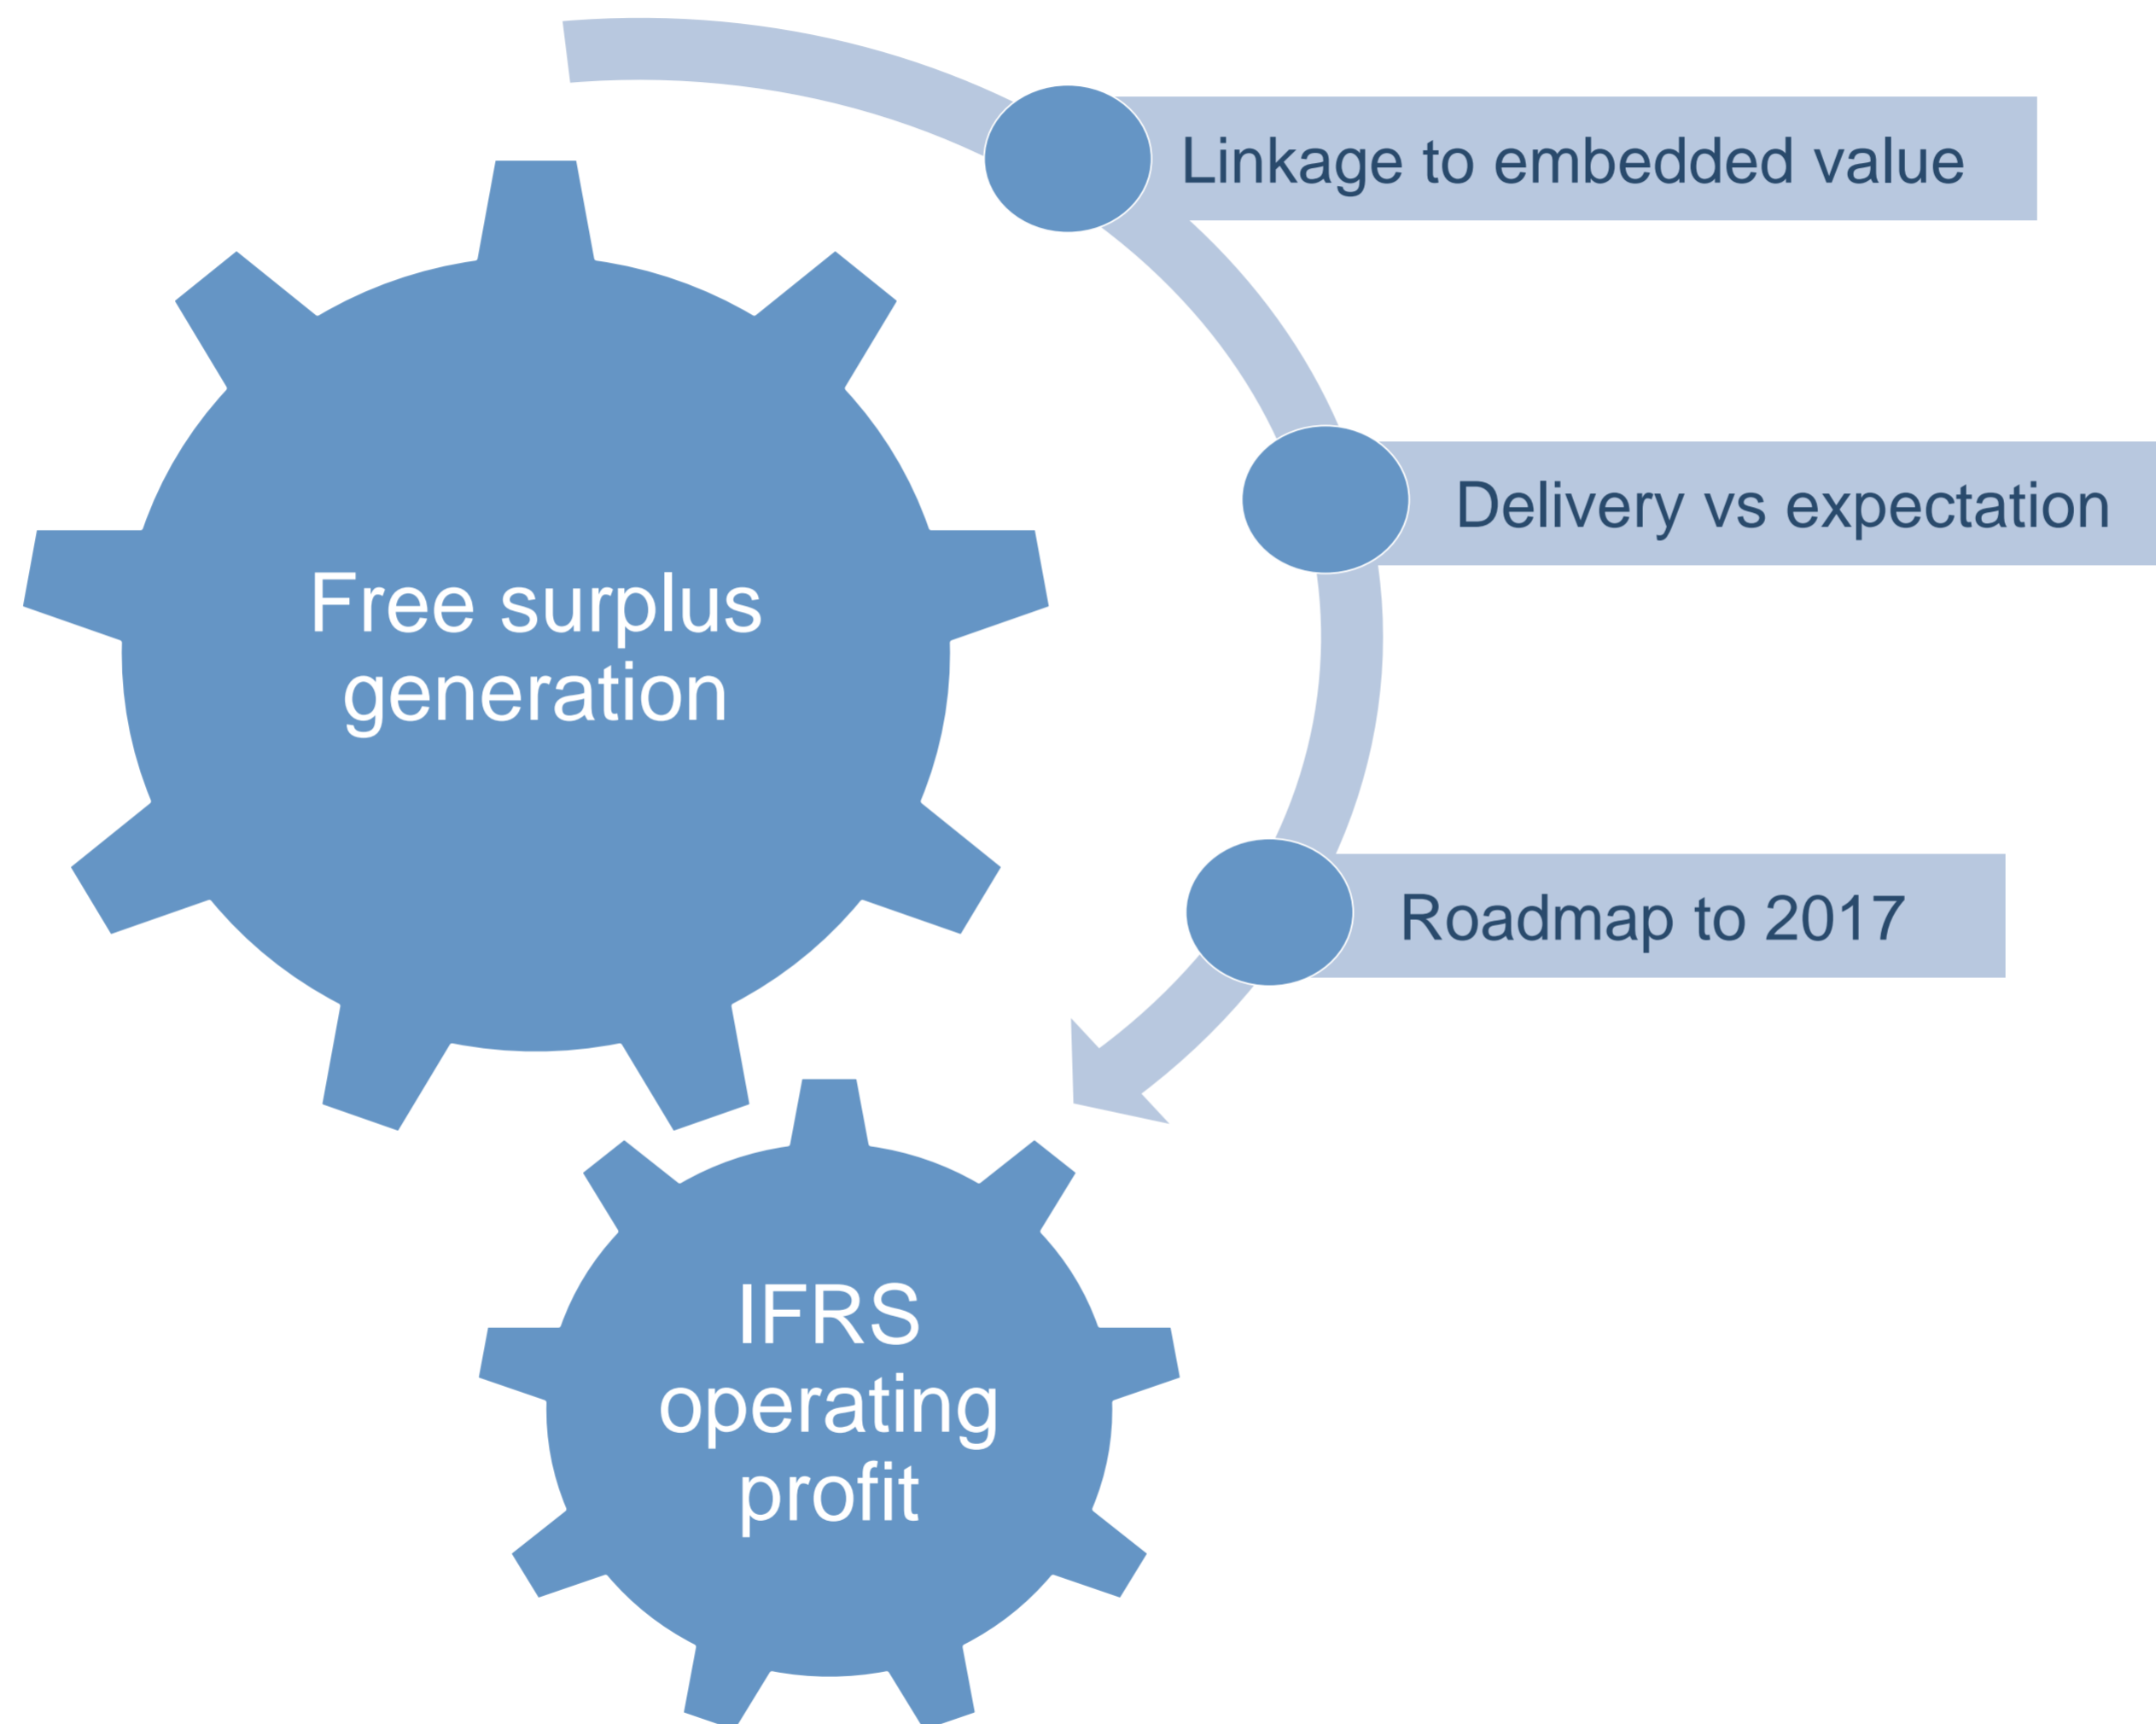 Linkage to embedded value
Delivery vs expectation
Free surplus
generation
Roadmap to 2017
IFRS
operating
profit